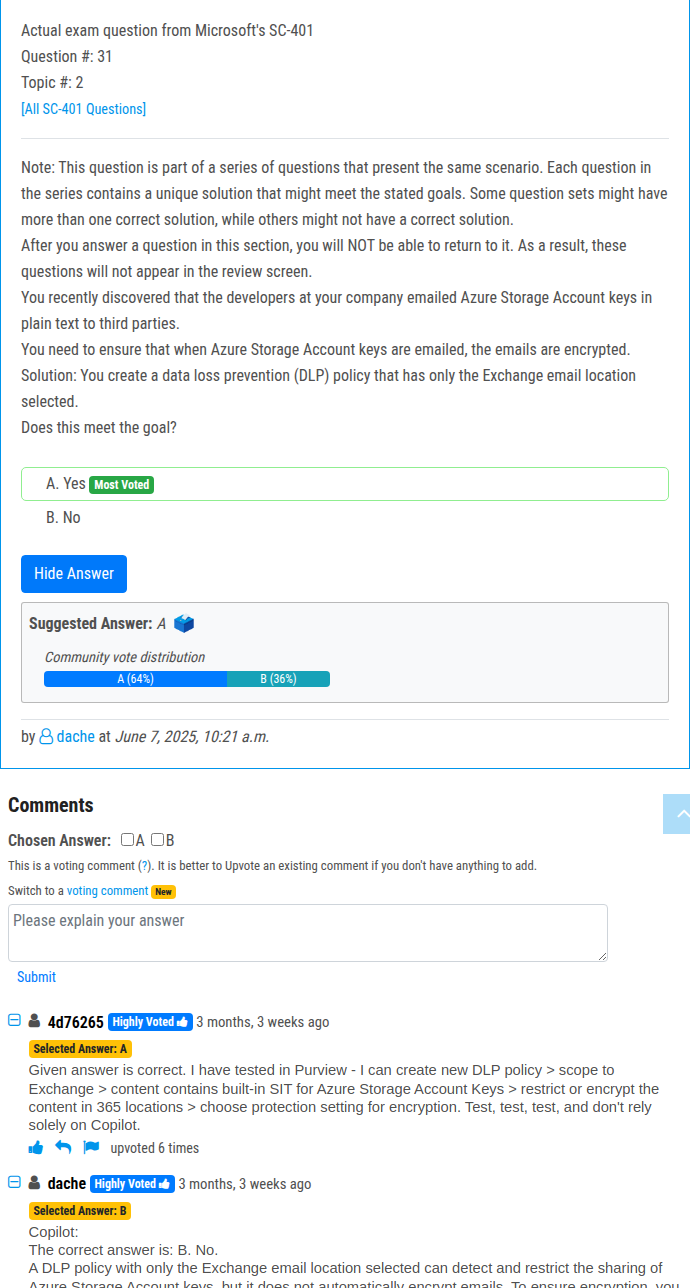 Actual exam question from Microsoft's SC-401
Question #: 31
Topic #: 2
[All SC-401 Questions]
Note: This question is part of a series of questions that present the same scenario. Each question in
the series contains a unique solution that might meet the stated goals. Some question sets might have
more than one correct solution, while others might not have a correct solution.
After you answer a question in this section, you will NOT be able to return to it. As a result, these
questions will not appear in the review screen.
You recently discovered that the developers at your company emailed Azure Storage Account keys in
plain text to third parties.
You need to ensure that when Azure Storage Account keys are emailed, the emails are encrypted.
Solution: You create a data loss prevention (DLP) policy that has only the Exchange email location
selected.
Does this meet the goal?
A. Yes Most Voted
B. No
Hide Answer
Suggested Answer: A
Community vote distribution
A (64%) B (36%)
by dache at June 7, 2025, 10:21 a.m.
Comments
Chosen Answer: A B
This is a voting comment (?). It is better to Upvote an existing comment if you don't have anything to add.
Switch to a voting comment New
Please explain your answer
Submit
4d76265 Highly Voted 3 months, 3 weeks ago
Selected Answer: A
Given answer is correct. I have tested in Purview - I can create new DLP policy > scope to
Exchange > content contains built-in SIT for Azure Storage Account Keys > restrict or encrypt the
content in 365 locations > choose protection setting for encryption. Test, test, test, and don't rely
solely on Copilot.
upvoted 6 times
dache Highly Voted 3 months, 3 weeks ago
Selected Answer: B
Copilot:
The correct answer is: B. No.
A DLP policy with only the Exchange email location selected can detect and restrict the sharing of
Azure Storage Account keys, but it does not automatically encrypt emails. To ensure encryption, you